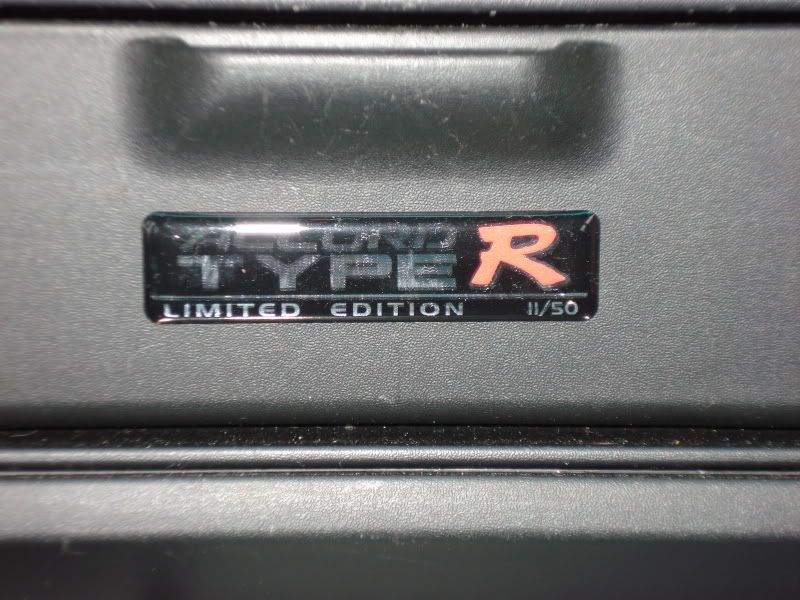 ACCORD
TYPE R
LIMITED EDITION 11/50